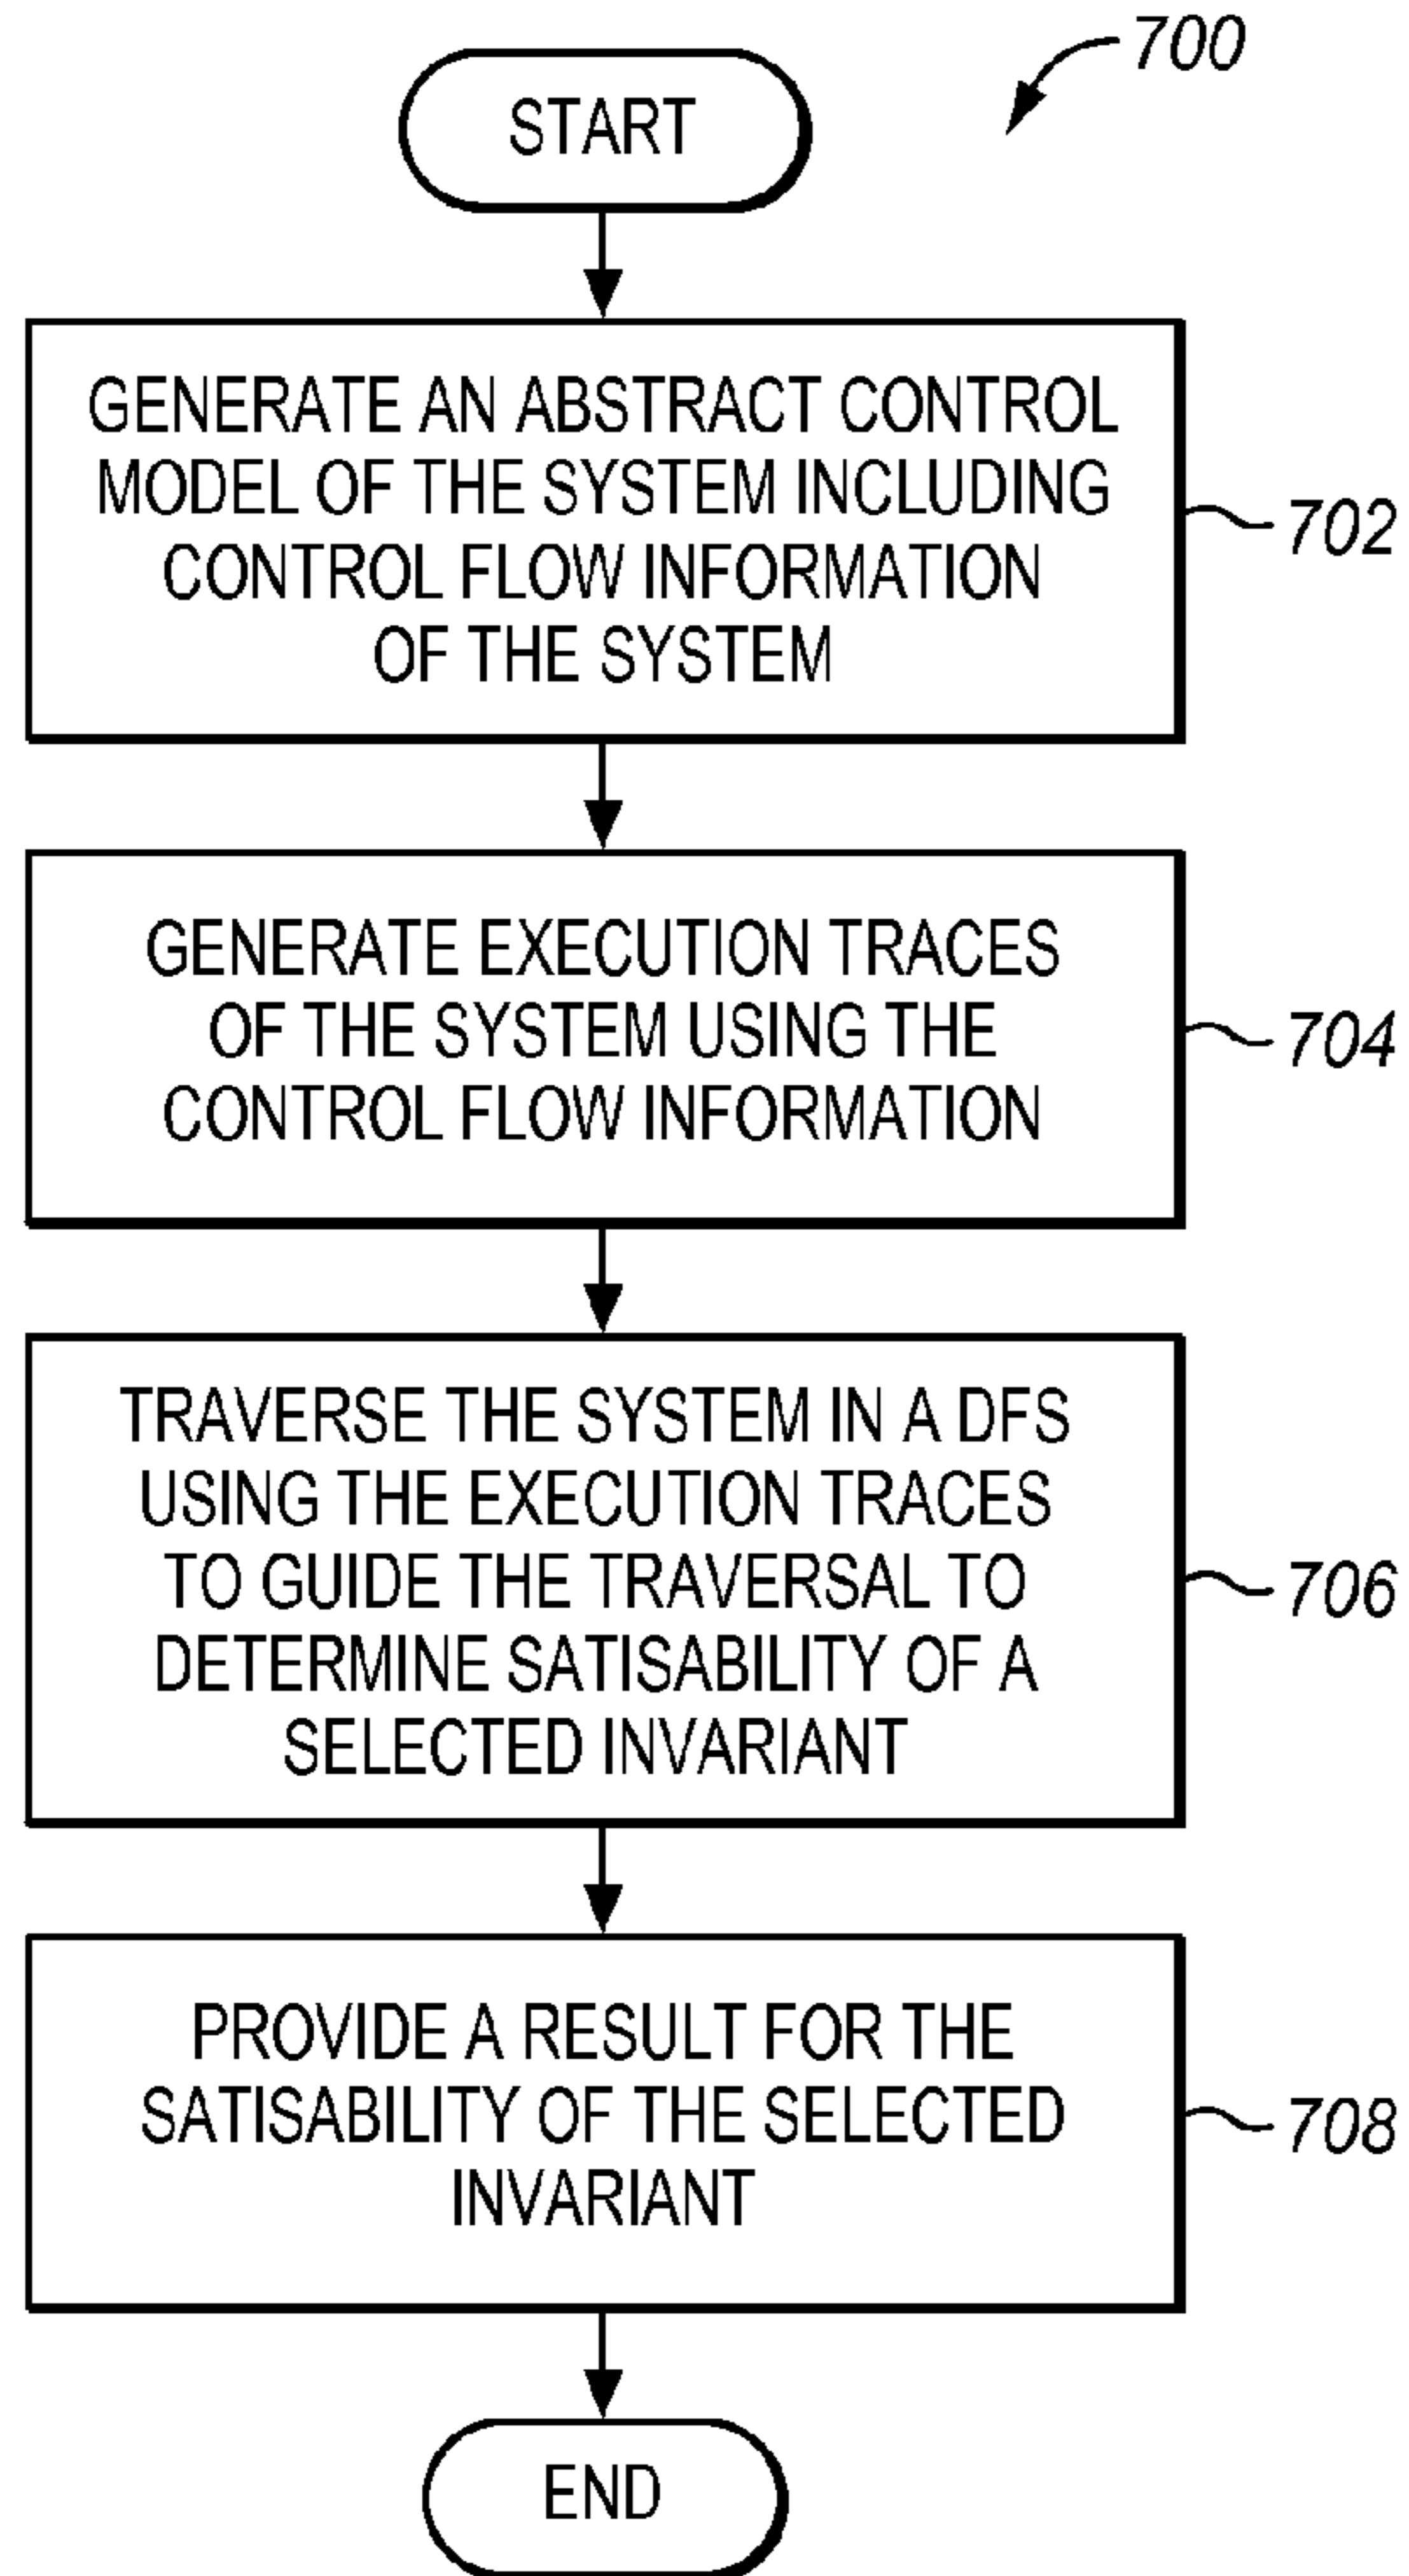 700
START
GENERATE AN ABSTRACT CONTROL
MODEL OF THE SYSTEM INCLUDING
CONTROL FLOW INFORMATION
OF THE SYSTEM
702
GENERATE EXECUTION TRACES
OF THE SYSTEM USING THE
CONTROL FLOW INFORMATION
704
TRAVERSE THE SYSTEM IN A DFS
USING THE EXECUTION TRACES
TO GUIDE THE TRAVERSAL TO
DETERMINE SATISABILITY OF A
SELECTED INVARIANT
706
PROVIDE A RESULT FOR THE
SATISABILITY OF THE SELECTED
INVARIANT
708
END